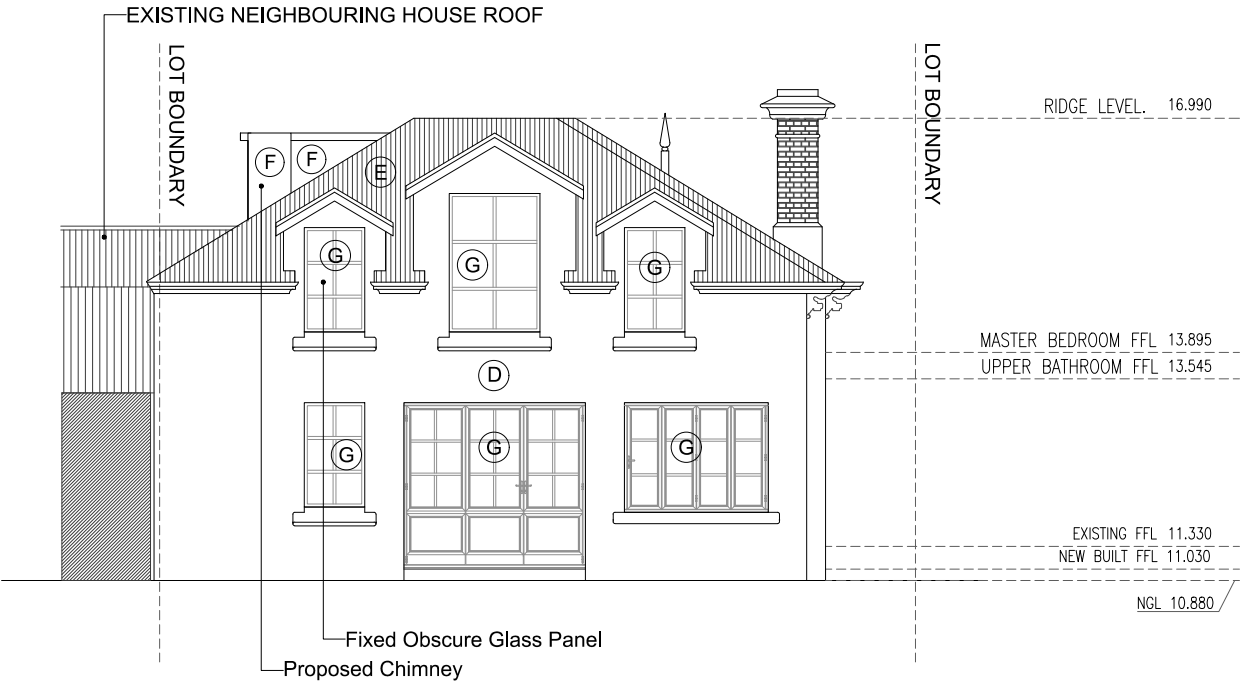 EXISTING NEIGHBOURING HOUSE ROOF
LOT BOUNDARY
LOT BOUNDARY
RIDGE LEVEL. 16.990
F
F
E
G
G
G
MASTER BEDROOM FFL 13.895
UPPER BATHROOM FFL 13.545
D
G
G
G
EXISTING FFL 11.330
NEW BUILT FFL 11.030
NGL 10.880
Fixed Obscure Glass Panel
Proposed Chimney